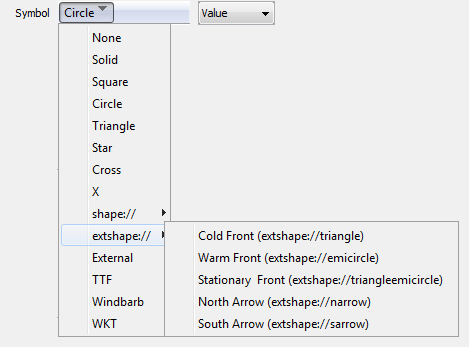 Symbol Circle Value
None
Solid
Square
Circle
Triangle
Star
Cross
X
shape://
extshape://
External
TTF
Windbarb
WKT
Cold Front (extshape://triangle)
Warm Front (extshape://emicircle)
Stationary Front (extshape://triangleemicircle)
North Arrow (extshape://narrow)
South Arrow (extshape://sarrow)